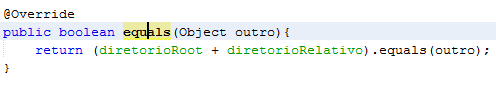 @Override
public boolean equals(Object outro){
return (diretorioRoot + diretorioRelativo).equals(outro);
}